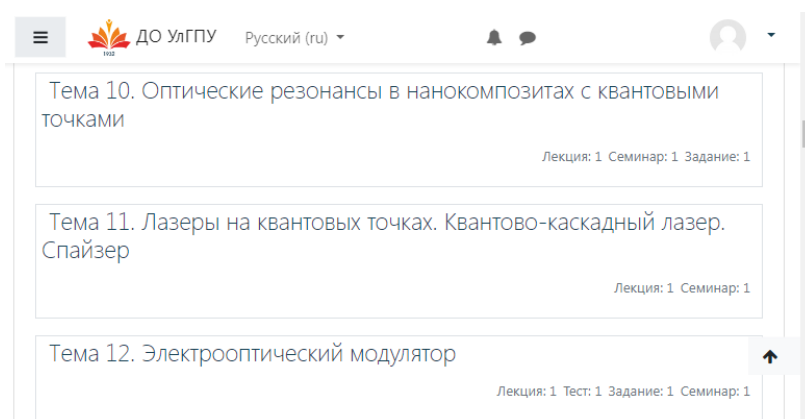 ДО УлГПУ Русский (ru)
1932
Тема 10. Оптические резонансы в нанокомпозитах с квантовыми
точками
Лекция: 1 Семинар: 1 Задание: 1
Тема 11. Лазеры на квантовых точках. Квантово-каскадный лазер.
Спайзер
Лекция: 1 Семинар: 1
Тема 12. Электрооптический модулятор
Лекция: 1 Тест: 1 Задание: 1 Семинар: 1